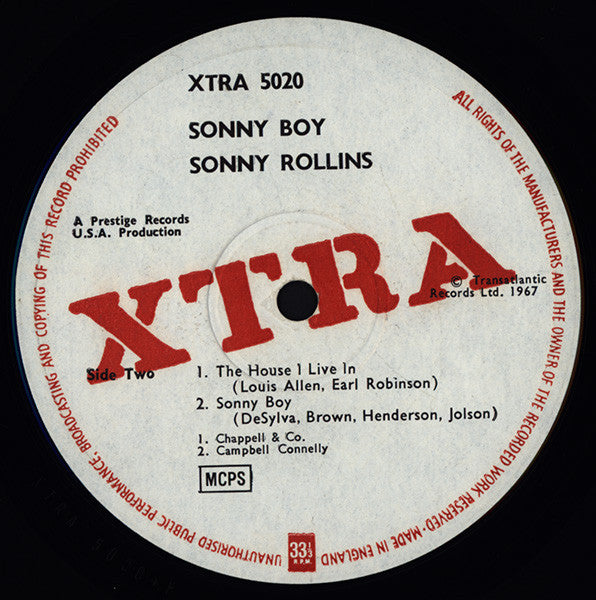 XTRA 5020
SONNY BOY
SONNY ROLLINS
A Prestige Records
U.S.A. Production
XTRA
© Transatlantic
Records Ltd. 1967
Side Two
1. The House I Live In
(Louis Allen, Earl Robinson)
2. Sonny Boy
(DeSylva, Brown, Henderson, Jolson)
1. Chappell & Co.
2. Campbell Connelly
MCPS
33 1/3
R.P.M.
ALL RIGHTS OF THE MANUFACTURERS AND THE OWNER OF THE RECORDED WORK RESERVED·MADE IN ENGLAND
UNAUTHORISED PUBLIC PERFORMANCE, BROADCASTING AND COPYING OF THIS RECORD PROHIBITED